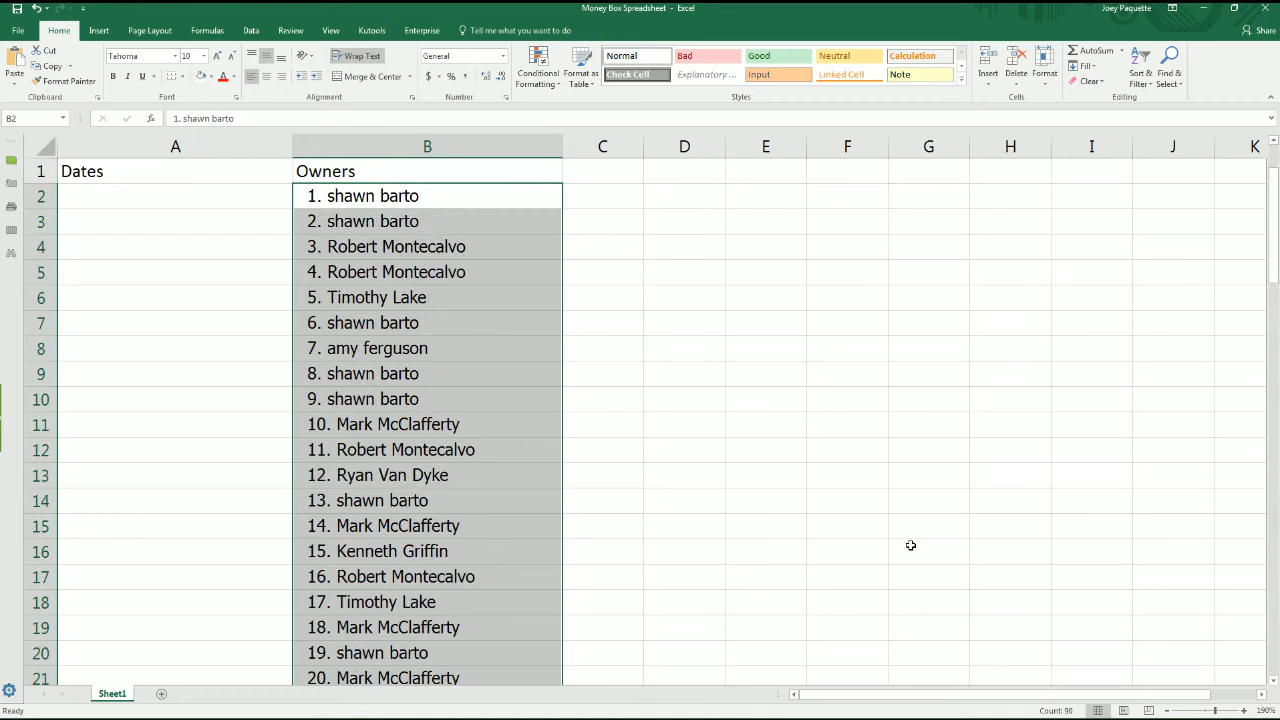 Money Box Spreadsheet - Excel
Joey Paquette
File Home Insert Page Layout Formulas Data Review View Kutools Enterprise Tell me what you want to do
Share
Paste
Cut
Copy
Format Painter
Clipboard
Tahoma 10
B I U
Font
Wrap Text
Merge & Center
Alignment
General
$ % ,
Number
Conditional Formatting
Format as Table
Normal Bad Good Neutral Calculation
Check Cell Explanatory ... Input Linked Cell Note
Styles
Insert Delete Format
Cells
AutoSum
Fill
Clear
Sort & Filter
Find & Select
Editing
B2 fx 1. shawn barto
A B C D E F G H I J K
1 Dates Owners
2 1. shawn barto
3 2. shawn barto
4 3. Robert Montecalvo
5 4. Robert Montecalvo
6 5. Timothy Lake
7 6. shawn barto
8 7. amy ferguson
9 8. shawn barto
10 9. shawn barto
11 10. Mark McClafferty
12 11. Robert Montecalvo
13 12. Ryan Van Dyke
14 13. shawn barto
15 14. Mark McClafferty
16 15. Kenneth Griffin
17 16. Robert Montecalvo
18 17. Timothy Lake
19 18. Mark McClafferty
20 19. shawn barto
21 20. Mark McClafferty
Sheet1
Ready
Count: 90
190%